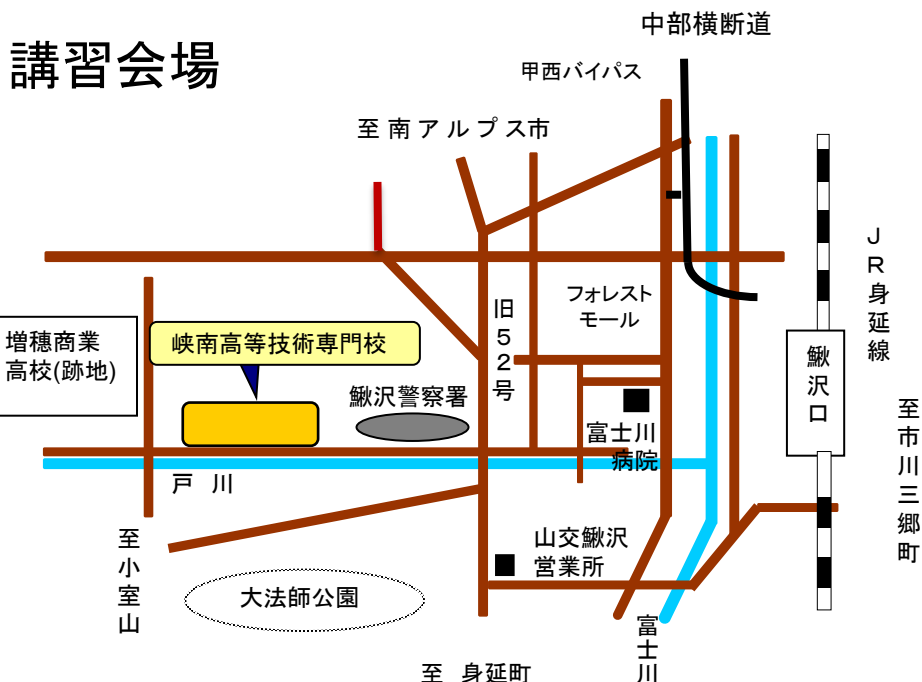 中部横断道
講習会場
甲西バイパス
至南アルプス市
JR身延線
フォレスト
モール
旧52号
増穂商業
高校(跡地)
峡南高等技術専門校
鰍沢口
鰍沢警察署
至市川三郷町
富士川
病院
戸 川
至小室山
山交鰍沢
営業所
大法師公園
富士川
至 身延町